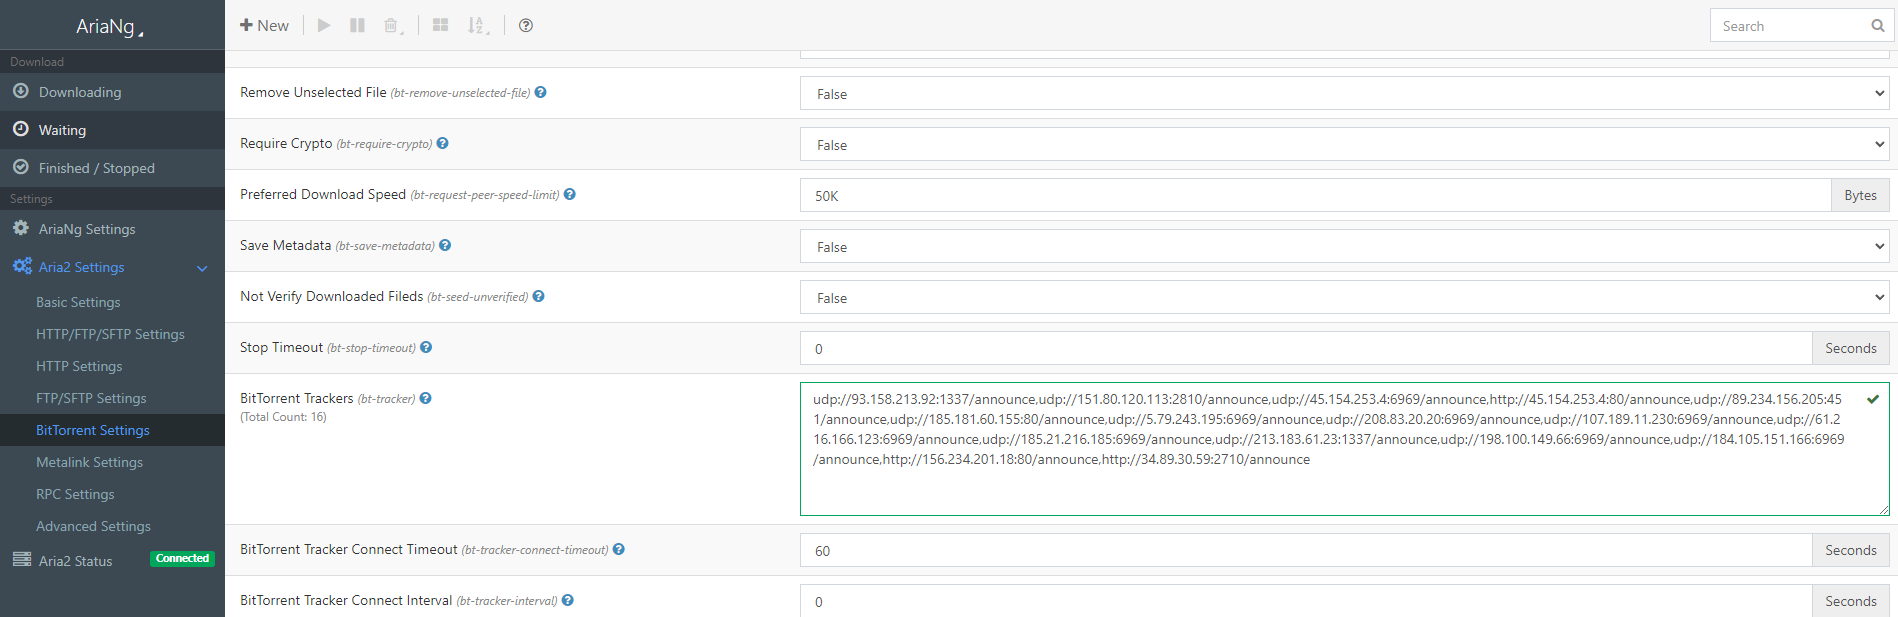 AriaNg
New
Search
Download
Downloading
Waiting
Finished / Stopped
Settings
AriaNg Settings
Aria2 Settings
Basic Settings
HTTP/FTP/SFTP Settings
HTTP Settings
FTP/SFTP Settings
BitTorrent Settings
Metalink Settings
RPC Settings
Advanced Settings
Aria2 Status Connected
Remove Unselected File (bt-remove-unselected-file) False
Require Crypto (bt-require-crypto) False
Preferred Download Speed (bt-request-peer-speed-limit) 50K Bytes
Save Metadata (bt-save-metadata) False
Not Verify Downloaded Fileds (bt-seed-unverified) False
Stop Timeout (bt-stop-timeout) 0 Seconds
BitTorrent Trackers (bt-tracker)
(Total Count: 16)
udp://93.158.213.92:1337/announce,udp://151.80.120.113:2810/announce,udp://45.154.253.4:6969/announce,http://45.154.253.4:80/announce,udp://89.234.156.205:45
1/announce,udp://185.181.60.155:80/announce,udp://5.79.243.195:6969/announce,udp://208.83.20.20:6969/announce,udp://107.189.11.230:6969/announce,udp://61.2
16.166.123:6969/announce,udp://185.21.216.185:6969/announce,udp://213.183.61.23:1337/announce,udp://198.100.149.66:6969/announce,udp://184.105.151.166:6969
/announce,http://156.234.201.18:80/announce,http://34.89.30.59:2710/announce
BitTorrent Tracker Connect Timeout (bt-tracker-connect-timeout) 60 Seconds
BitTorrent Tracker Connect Interval (bt-tracker-interval) 0 Seconds